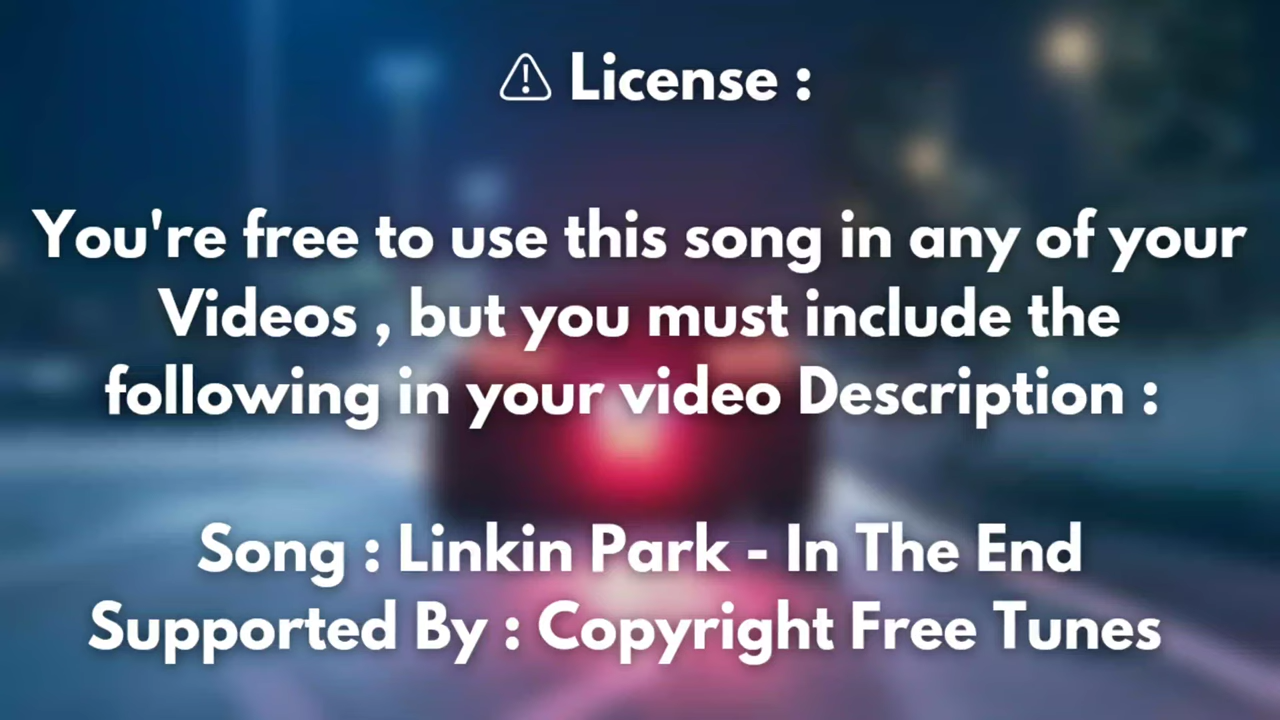 ⚠ License :
You're free to use this song in any of your
Videos , but you must include the
following in your video Description :
Song : Linkin Park - In The End
Supported By : Copyright Free Tunes